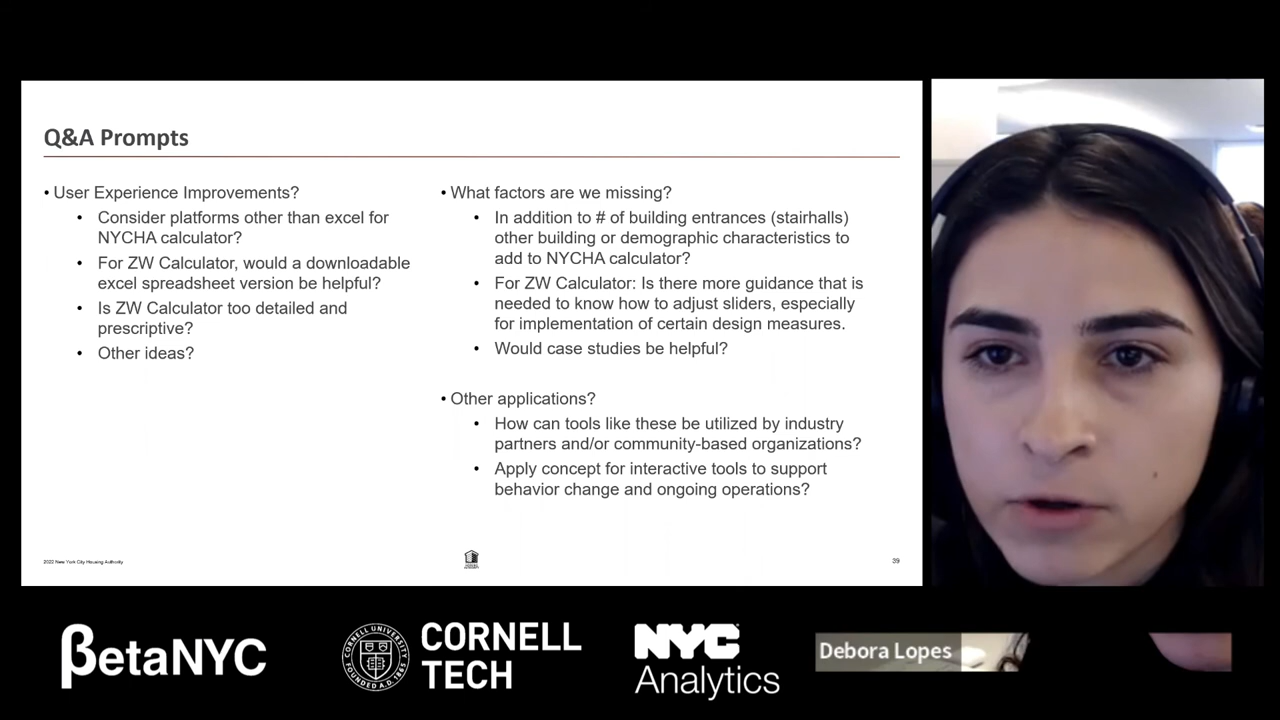 Q&A Prompts
• User Experience Improvements?
• Consider platforms other than excel for
NYCHA calculator?
• For ZW Calculator, would a downloadable
excel spreadsheet version be helpful?
• Is ZW Calculator too detailed and
prescriptive?
• Other ideas?
• What factors are we missing?
• In addition to # of building entrances (stairhalls)
other building or demographic characteristics to
add to NYCHA calculator?
• For ZW Calculator: Is there more guidance that is
needed to know how to adjust sliders, especially
for implementation of certain design measures.
• Would case studies be helpful?
• Other applications?
• How can tools like these be utilized by industry
partners and/or community-based organizations?
• Apply concept for interactive tools to support
behavior change and ongoing operations?
2022 New York City Housing Authority
39
βetaNYC
CORNELL UNIVERSITY
FOUNDED A.D. 1865
CORNELL
TECH
NYC
Analytics
Debora Lopes